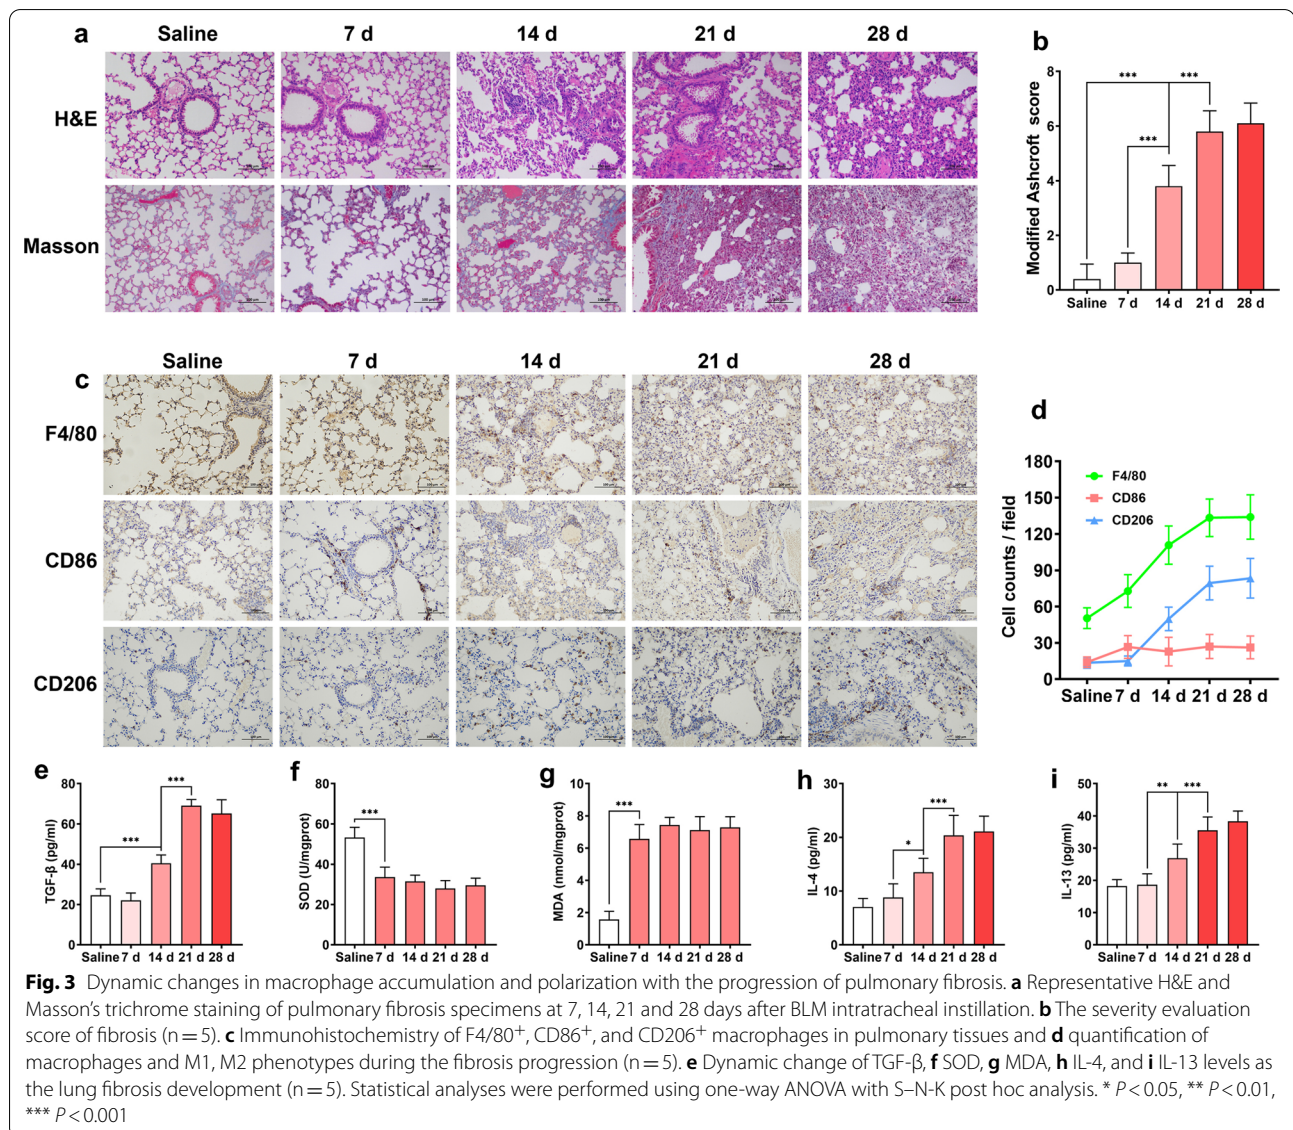 a
Saline 7 d 14 d 21 d 28 d
H&E
Masson
b
Modified Ashcroft score
8
6
4
2
0
*** ***
***
Saline 7 d 14 d 21 d 28 d
c
Saline 7 d 14 d 21 d 28 d
F4/80
CD86
CD206
d
Cell counts / field
180
150
120
90
60
30
0
F4/80
CD86
CD206
Saline 7 d 14 d 21 d 28 d
e
TGF-β (pg/ml)
80
60
40
20
0
***
***
Saline 7 d 14 d 21 d 28 d
f
SOD (U/mgprot)
80
60
40
20
0
***
Saline 7 d 14 d 21 d 28 d
g
MDA (nmol/mgprot)
8
6
4
2
0
***
Saline 7 d 14 d 21 d 28 d
h
IL-4 (pg/ml)
30
20
10
0
*
***
Saline 7 d 14 d 21 d 28 d
i
IL-13 (pg/ml)
50
40
30
20
10
0
** ***
Saline 7 d 14 d 21 d 28 d
Fig. 3 Dynamic changes in macrophage accumulation and polarization with the progression of pulmonary fibrosis. a Representative H&E and
Masson's trichrome staining of pulmonary fibrosis specimens at 7, 14, 21 and 28 days after BLM intratracheal instillation. b The severity evaluation
score of fibrosis (n = 5). c Immunohistochemistry of F4/80⁺, CD86⁺, and CD206⁺ macrophages in pulmonary tissues and d quantification of
macrophages and M1, M2 phenotypes during the fibrosis progression (n = 5). e Dynamic change of TGF-β, f SOD, g MDA, h IL-4, and i IL-13 levels as
the lung fibrosis development (n = 5). Statistical analyses were performed using one-way ANOVA with S–N-K post hoc analysis. * P < 0.05, ** P < 0.01,
*** P < 0.001